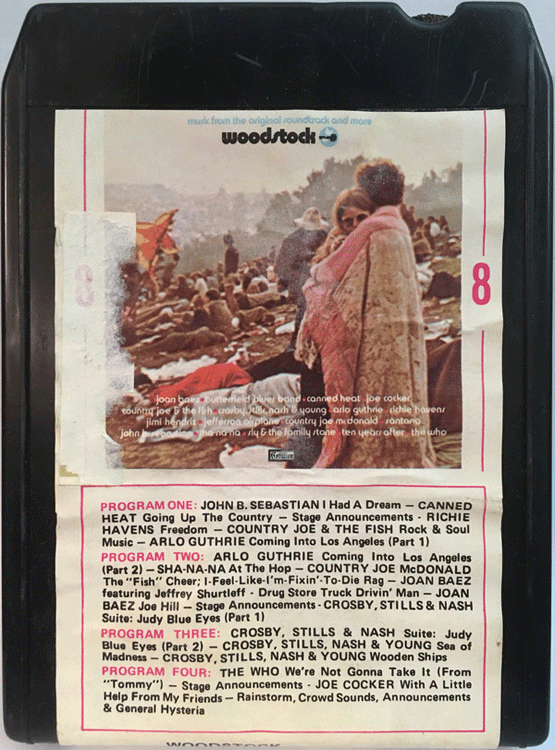 music from the original soundtrack and more
woodstock
8
8
joan baez · butterfield blues band · canned heat · joe cocker
country joe & the fish · crosby, stills, nash & young · arlo guthrie · richie havens
jimi hendrix · jefferson airplane · country joe mcdonald · santana
john b. sebastian · sha-na-na · sly & the family stone · ten years after · the who
Cotillion
PROGRAM ONE: JOHN B. SEBASTIAN I Had A Dream — CANNED
HEAT Going Up The Country — Stage Announcements - RICHIE
HAVENS Freedom — COUNTRY JOE & THE FISH Rock & Soul
Music — ARLO GUTHRIE Coming Into Los Angeles (Part 1)
PROGRAM TWO: ARLO GUTHRIE Coming Into Los Angeles
(Part 2) — SHA-NA-NA At The Hop — COUNTRY JOE McDONALD
The "Fish" Cheer; I-Feel-Like-I'm-Fixin'-To-Die Rag — JOAN BAEZ
featuring Jeffrey Shurtleff - Drug Store Truck Drivin' Man — JOAN
BAEZ Joe Hill — Stage Announcements - CROSBY, STILLS & NASH
Suite: Judy Blue Eyes (Part 1)
PROGRAM THREE: CROSBY, STILLS & NASH Suite: Judy
Blue Eyes (Part 2) — CROSBY, STILLS, NASH & YOUNG Sea of
Madness — CROSBY, STILLS, NASH & YOUNG Wooden Ships
PROGRAM FOUR: THE WHO We're Not Gonna Take It (From
"Tommy") — Stage Announcements - JOE COCKER With A Little
Help From My Friends — Rainstorm, Crowd Sounds, Announcements
& General Hysteria
WOODSTOCK